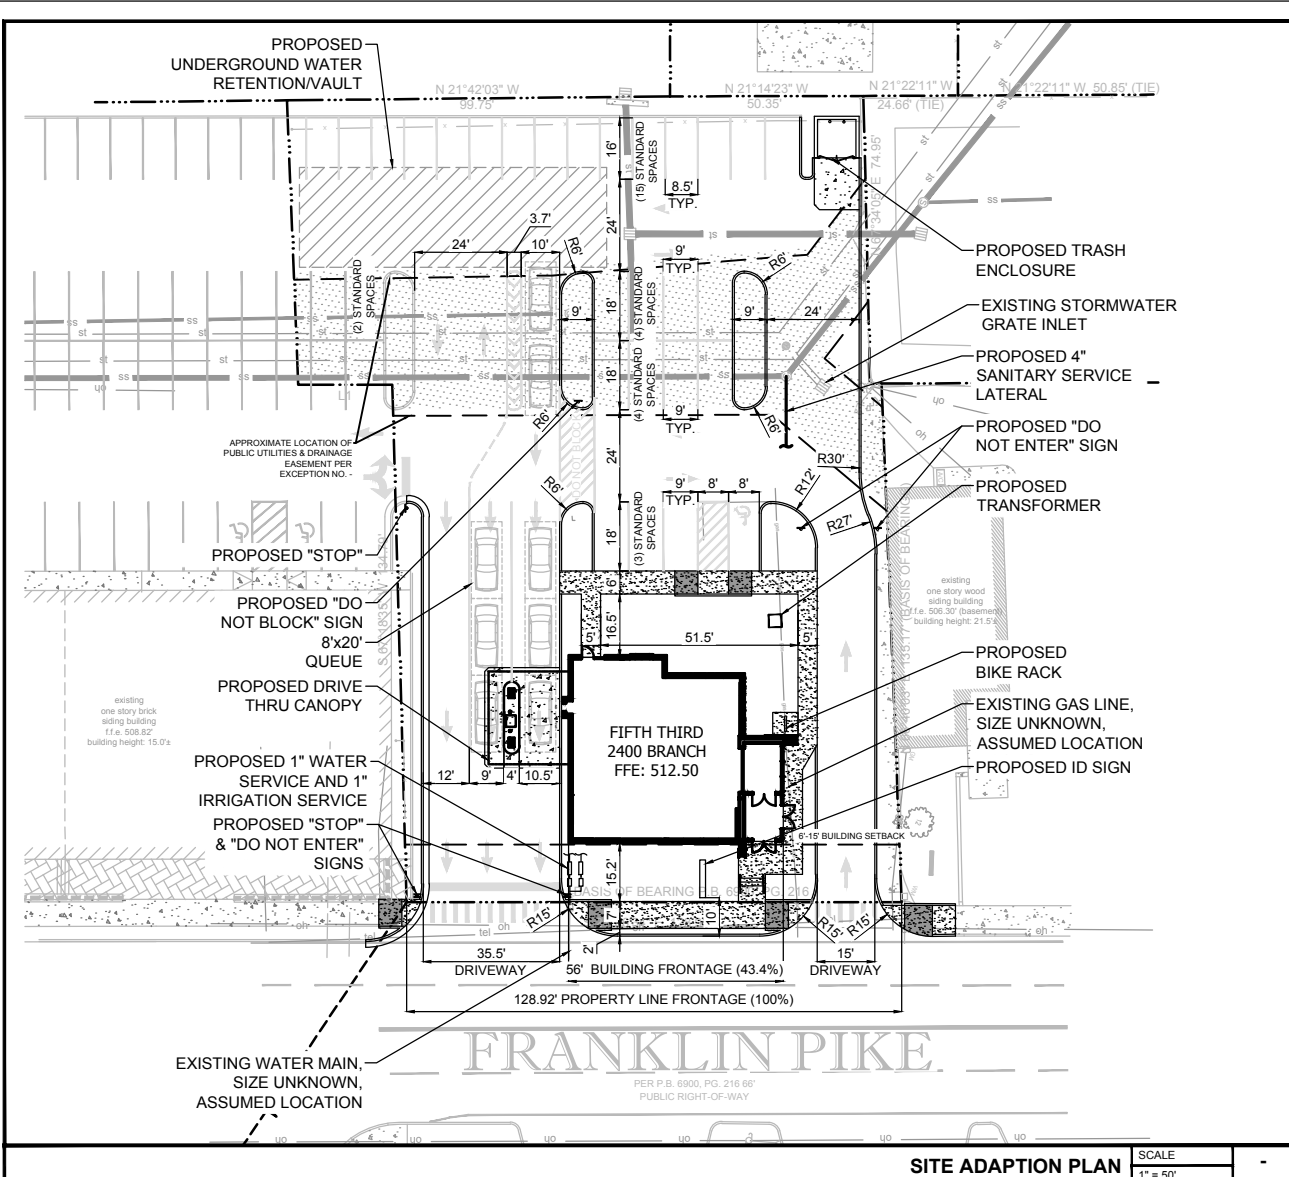 PROPOSED
UNDERGROUND WATER
RETENTION/VAULT
N 21°42'03" W
99.75'
N 21°14'23" W
50.35'
N 21°22'11" W
24.66' (TIE)
N 21°22'11" W 50.85' (TIE)
16'
(15) STANDARD
SPACES
8.5'
TYP.
24'
3.7'
24'
10'
R6'
9'
TYP.
R6'
PROPOSED TRASH
ENCLOSURE
(2) STANDARD
SPACES
18'
(4) STANDARD
SPACES
9'
9'
24'
EXISTING STORMWATER
GRATE INLET
18'
(4) STANDARD
SPACES
PROPOSED 4"
SANITARY SERVICE
LATERAL
R6'
9'
TYP.
R6'
PROPOSED "DO
NOT ENTER" SIGN
APPROXIMATE LOCATION OF
PUBLIC UTILITIES & DRAINAGE
EASEMENT PER
EXCEPTION NO. -
24'
R30'
R6'
9'
TYP.
8'
8'
R12'
PROPOSED
TRANSFORMER
R27'
18'
(3) STANDARD
SPACES
PROPOSED "STOP"
6'
existing
one story wood
siding building
f.f.e. 506.30' (basement)
building height: 21.5'±
PROPOSED "DO
NOT BLOCK" SIGN
8'x20'
QUEUE
16.5'
5'
51.5'
5'
PROPOSED
BIKE RACK
PROPOSED DRIVE
THRU CANOPY
existing
one story brick
siding building
f.f.e. 508.82'
building height: 15.0'±
EXISTING GAS LINE,
SIZE UNKNOWN,
ASSUMED LOCATION
FIFTH THIRD
2400 BRANCH
FFE: 512.50
PROPOSED ID SIGN
PROPOSED 1" WATER
SERVICE AND 1"
IRRIGATION SERVICE
12'
9'
4'
10.5'
PROPOSED "STOP"
& "DO NOT ENTER"
SIGNS
6'-15' BUILDING SETBACK
15.2'
BASIS OF BEARING P.B. 6900, PG. 216
R15'
7'
10'
R15'
R15'
2'
35.5'
DRIVEWAY
15'
DRIVEWAY
56' BUILDING FRONTAGE (43.4%)
128.92' PROPERTY LINE FRONTAGE (100%)
FRANKLIN PIKE
PER P.B. 6900, PG. 216 66'
PUBLIC RIGHT-OF-WAY
EXISTING WATER MAIN,
SIZE UNKNOWN,
ASSUMED LOCATION
SITE ADAPTION PLAN
SCALE
1" = 50'
-